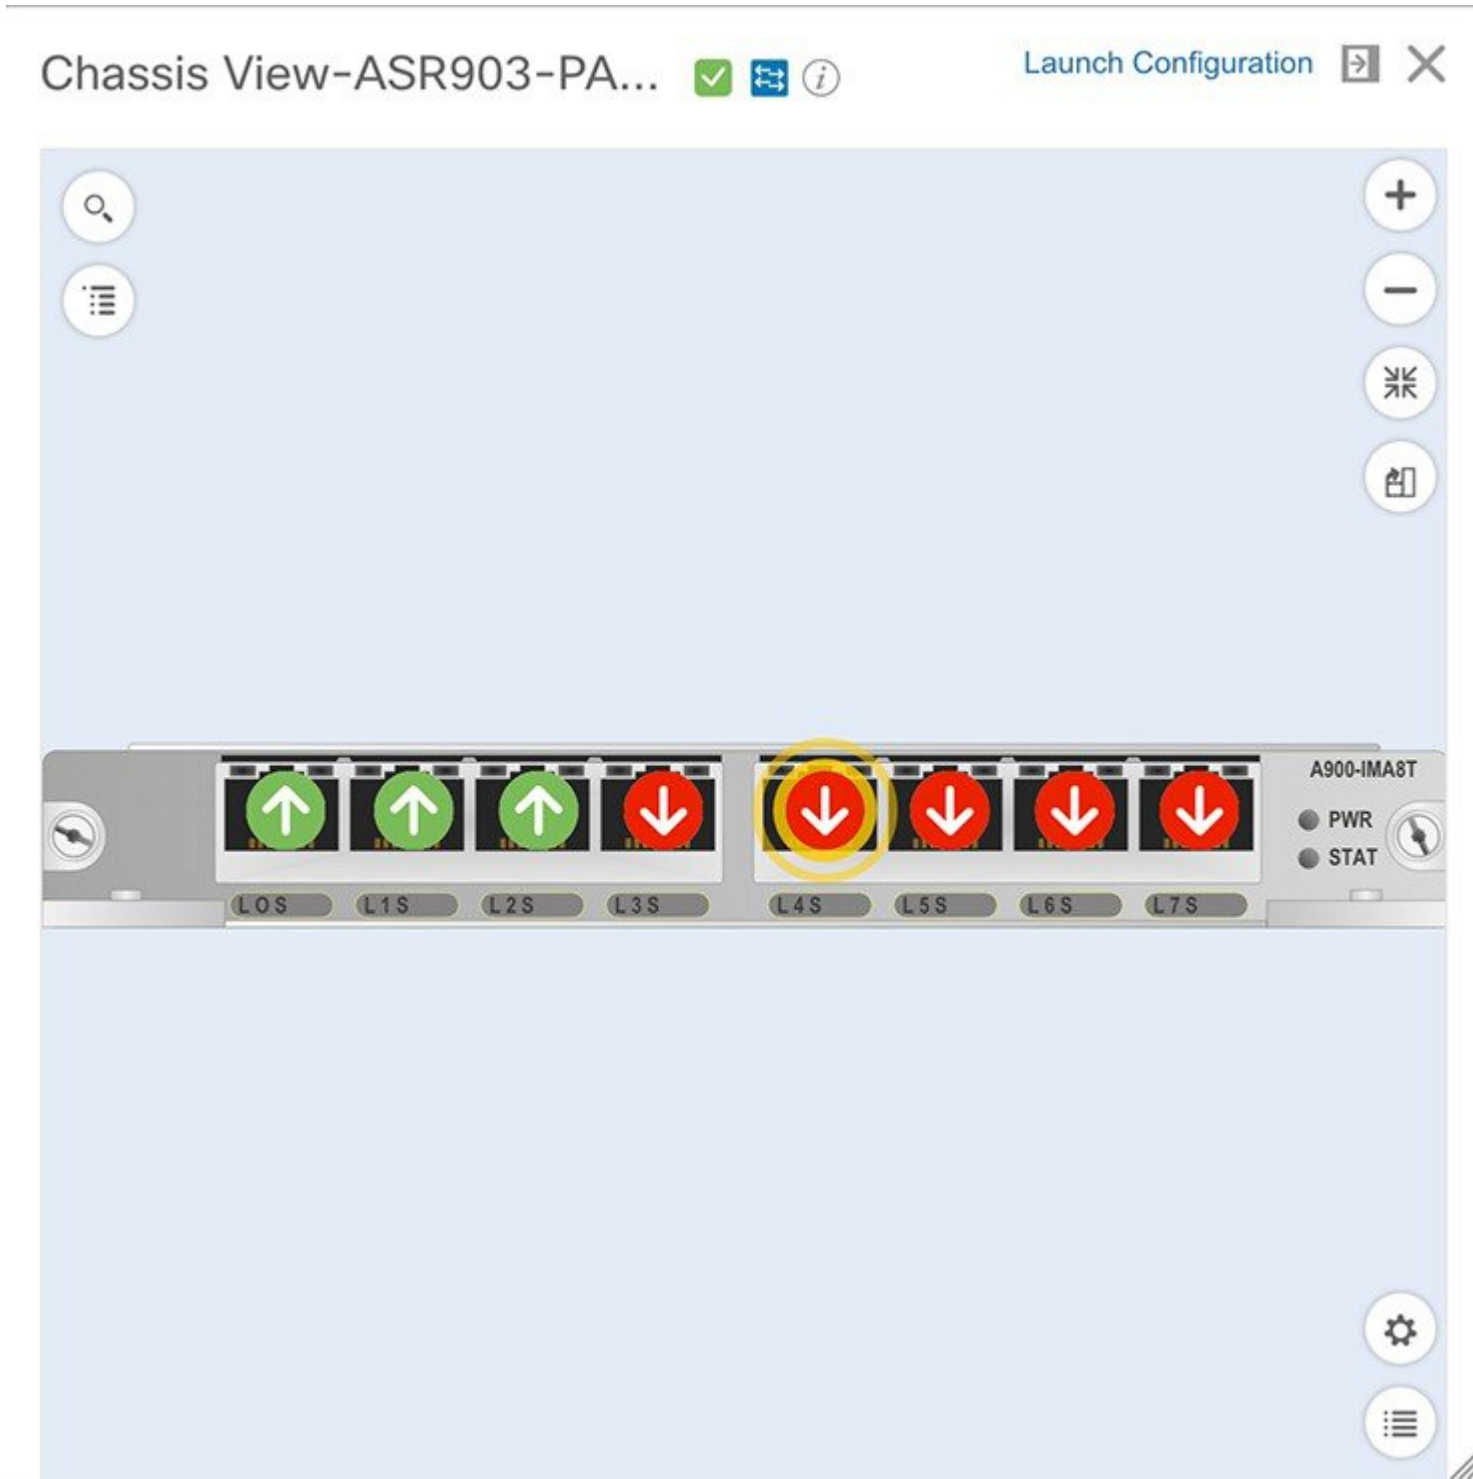 Chassis View-ASR903-PA... i Launch Configuration
A900-IMA8T
PWR
STAT
L0S L1S L2S L3S L4S L5S L6S L7S